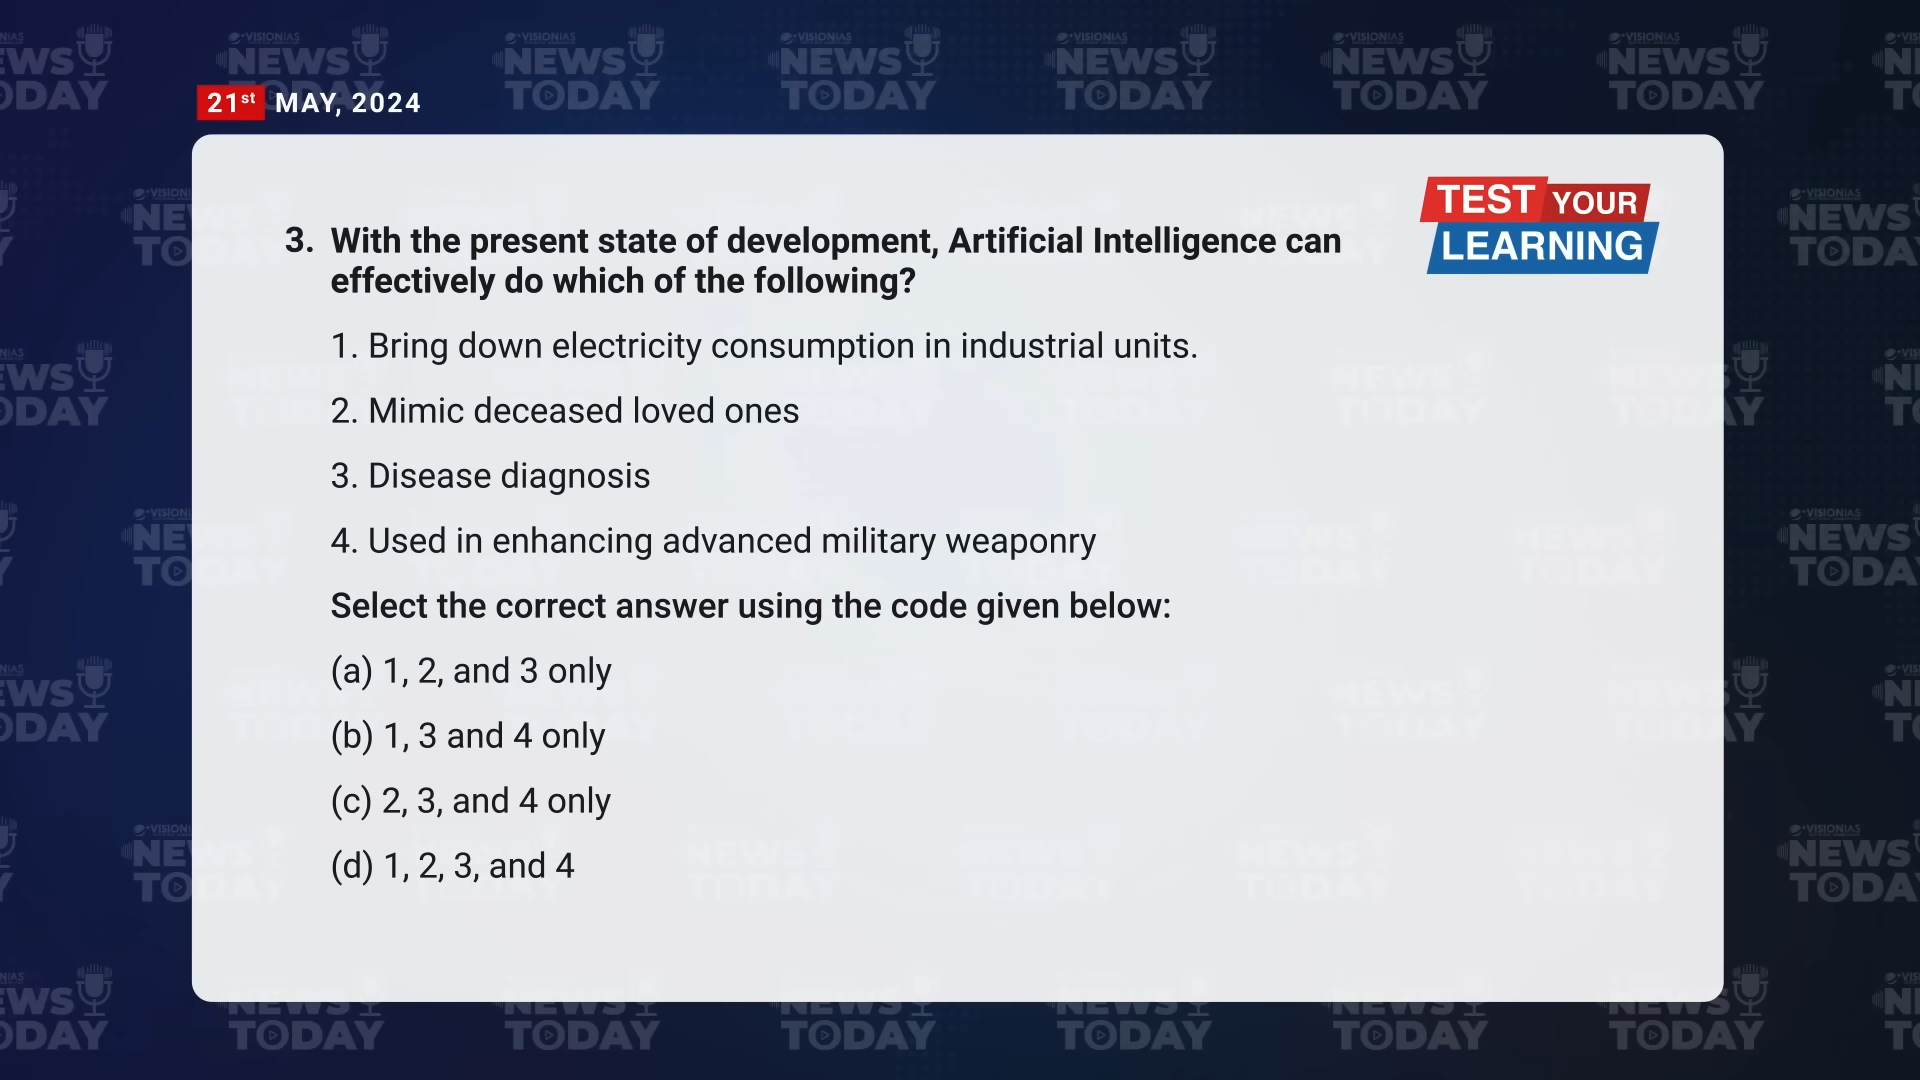 21st MAY, 2024
TEST YOUR
LEARNING
3. With the present state of development, Artificial Intelligence can
effectively do which of the following?
1. Bring down electricity consumption in industrial units.
2. Mimic deceased loved ones
3. Disease diagnosis
4. Used in enhancing advanced military weaponry
Select the correct answer using the code given below:
(a) 1, 2, and 3 only
(b) 1, 3 and 4 only
(c) 2, 3, and 4 only
(d) 1, 2, 3, and 4
VISIONIAS
NEWS
TODAY